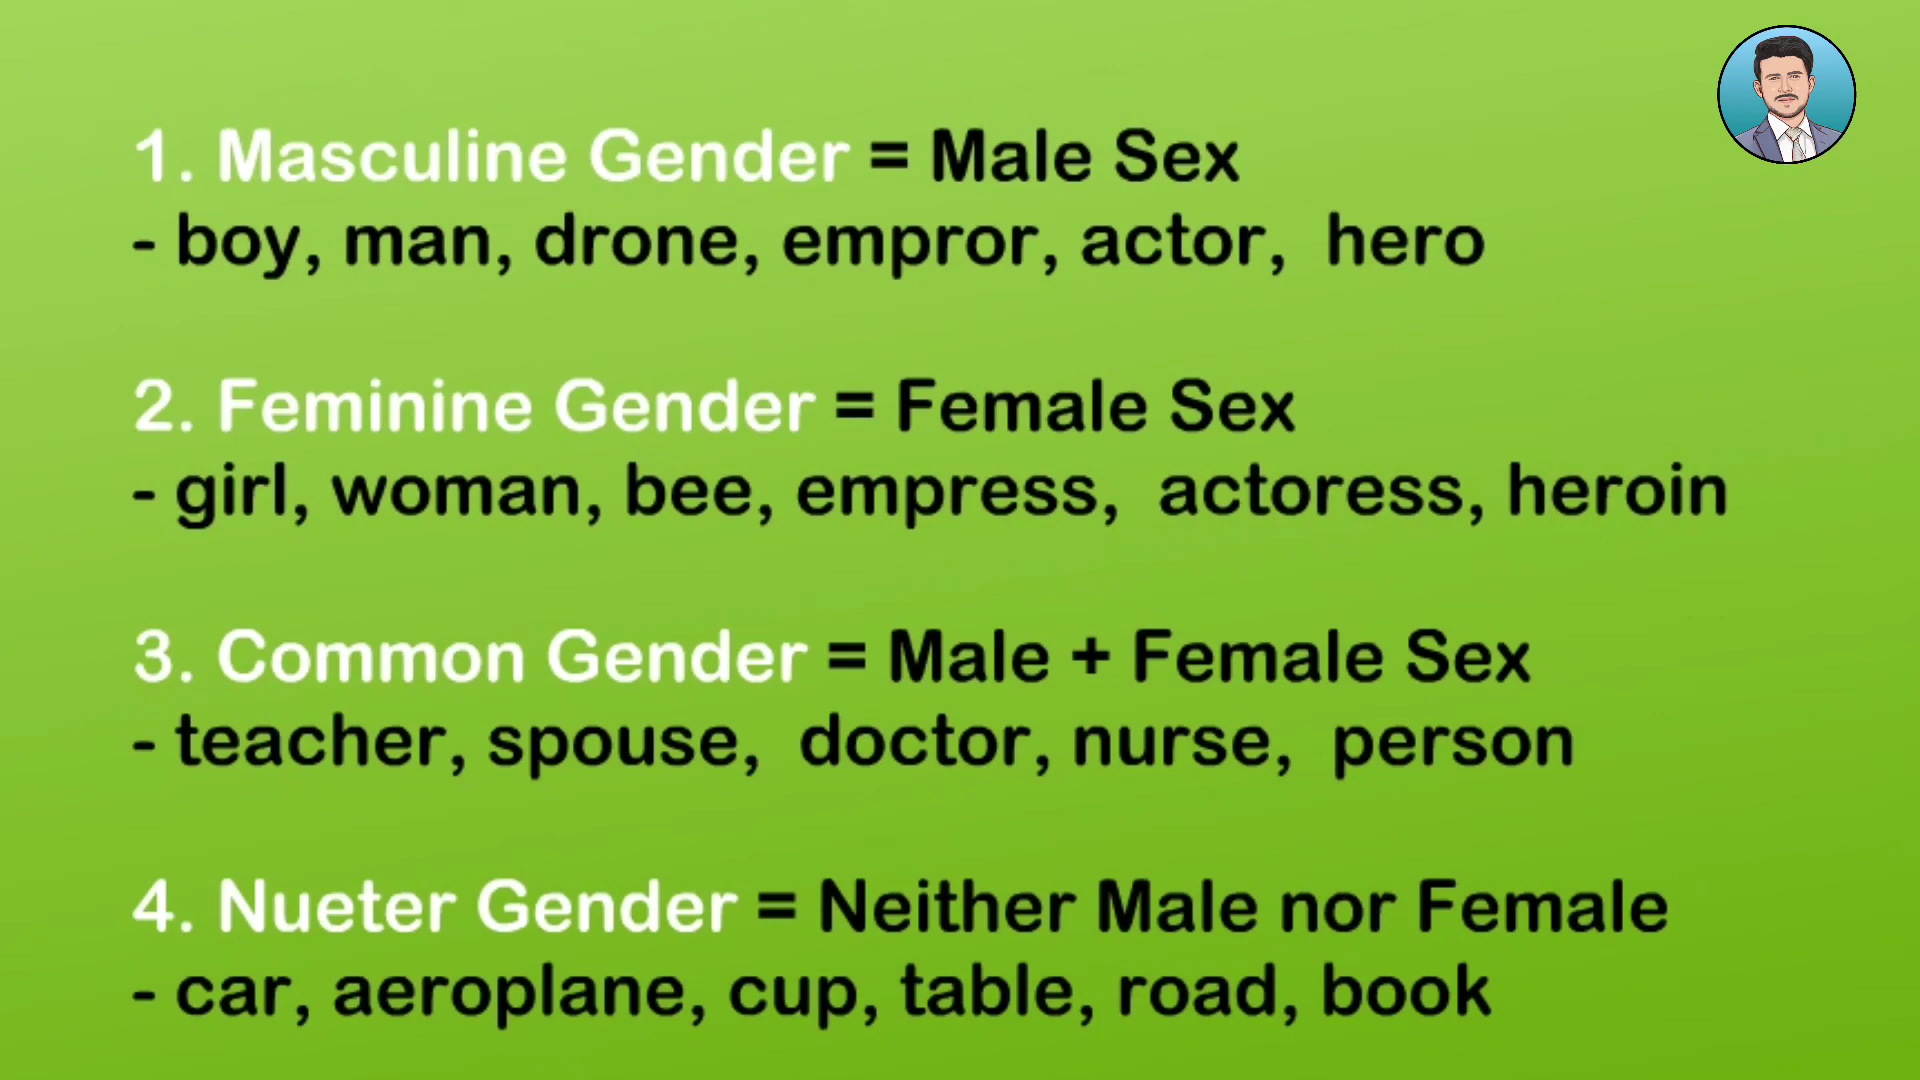 1. Masculine Gender = Male Sex
- boy, man, drone, empror, actor, hero
2. Feminine Gender = Female Sex
- girl, woman, bee, empress, actoress, heroin
3. Common Gender = Male + Female Sex
- teacher, spouse, doctor, nurse, person
4. Nueter Gender = Neither Male nor Female
- car, aeroplane, cup, table, road, book